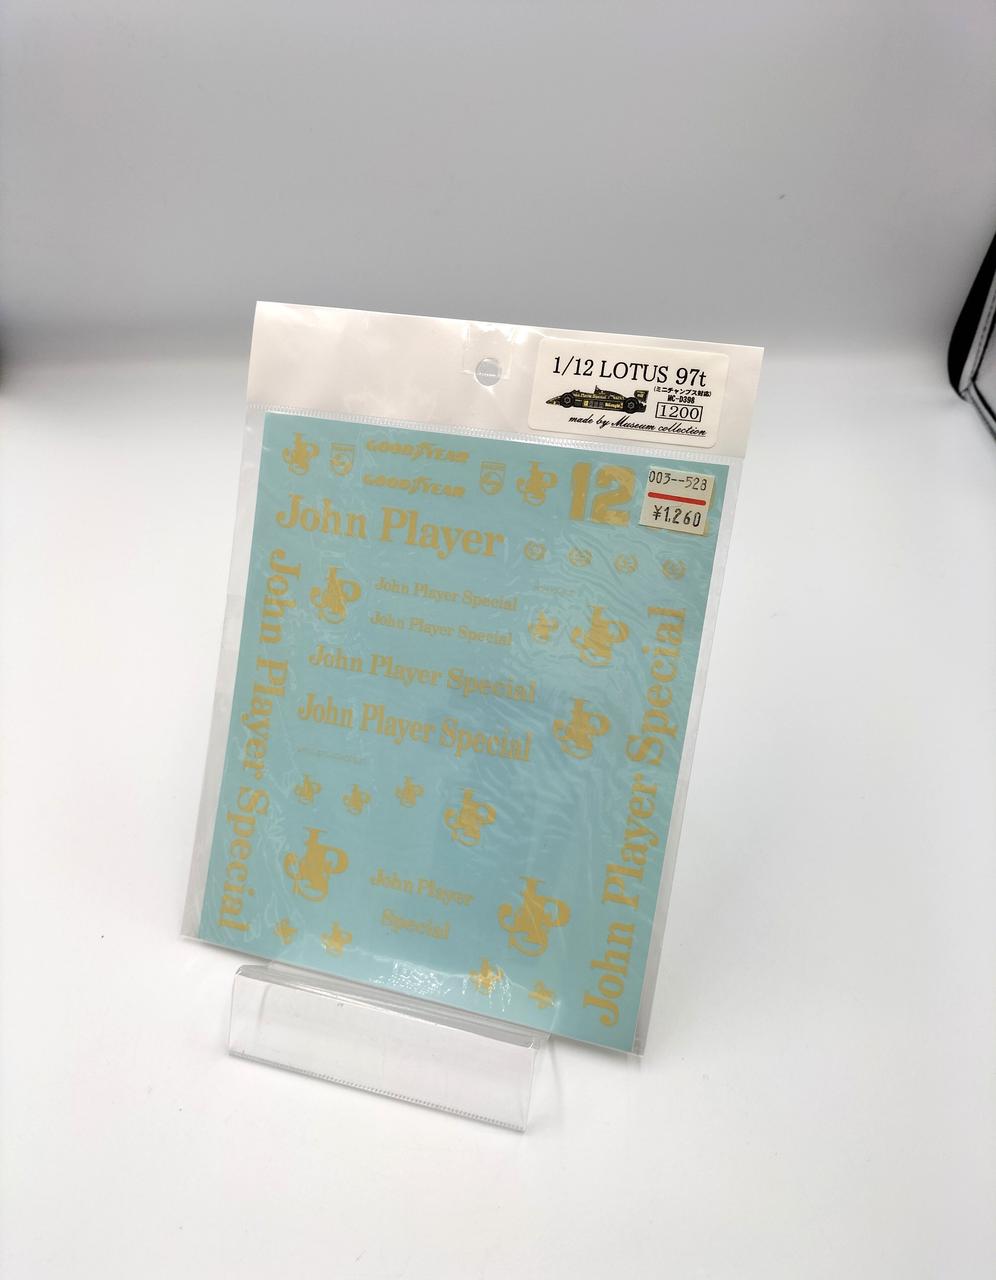 1/12 LOTUS 97t
(ミニチャンプス対応)
MC-D398
1200
made by Museum collection
003--528
¥1,260
GOODYEAR
GOODYEAR
12
John Player
John Player Special
John Player Special
John Player Special
John Player Special
John Player Special
John Player Special
John Player
Special